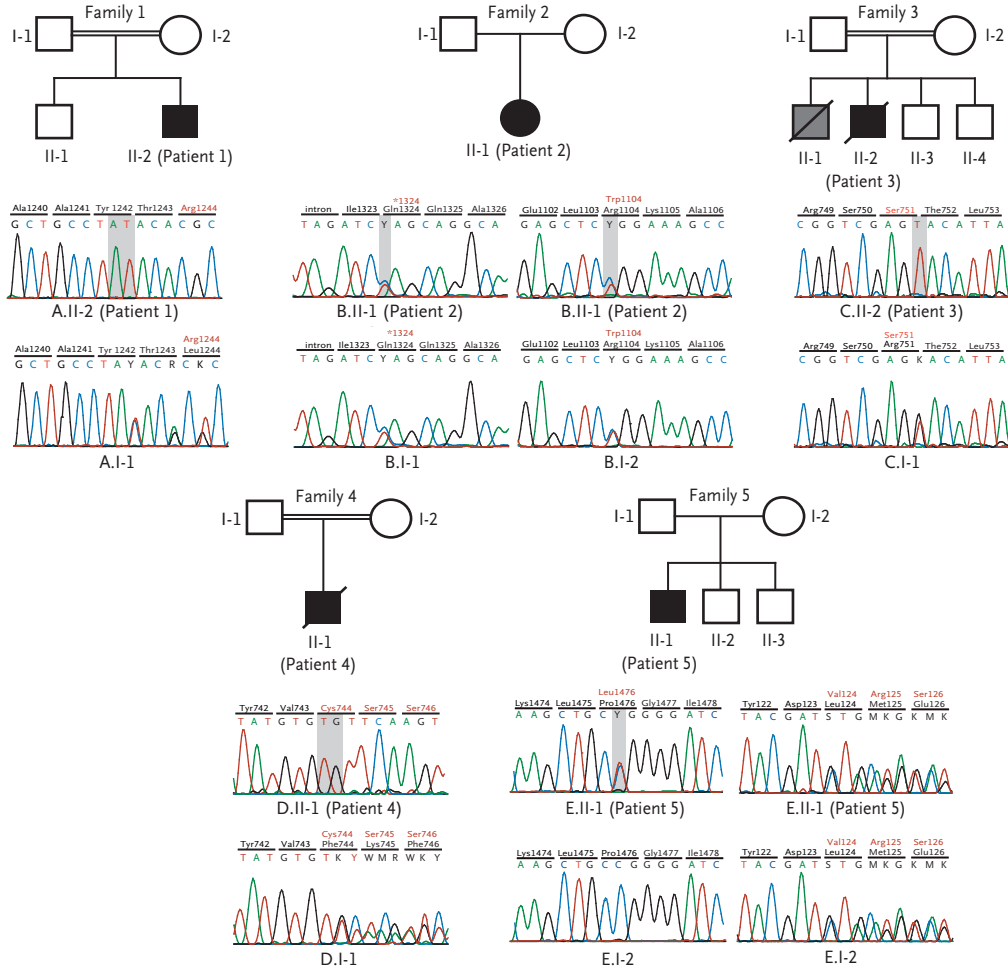 Family 1
I-1
I-2
II-1
II-2 (Patient 1)
Family 2
I-1
I-2
II-1 (Patient 2)
Family 3
I-1
I-2
II-1
II-2
II-3
II-4
(Patient 3)
Ala1240 Ala1241 Tyr 1242 Thr1243 Arg1244
G C T G C C T A T A C A C G C
A.II-2 (Patient 1)
*1324
intron Ile1323 Gln1324 Gln1325 Ala1326
T A G A T C Y A G C A G G C A
B.II-1 (Patient 2)
Trp1104
Glu1102 Leu1103 Arg1104 Lys1105 Ala1106
G A G C T C Y G G A A A G C C
B.II-1 (Patient 2)
Arg749 Ser750 Ser751 The752 Leu753
C G G T C G A G T A C A T T A
C.II-2 (Patient 3)
Arg1244
Ala1240 Ala1241 Tyr 1242 Thr1243 Leu1244
G C T G C C T A Y A C R C K C
A.I-1
*1324
intron Ile1323 Gln1324 Gln1325 Ala1326
T A G A T C Y A G C A G G C A
B.I-1
Trp1104
Glu1102 Leu1103 Arg1104 Lys1105 Ala1106
G A G C T C Y G G A A A G C C
B.I-2
Ser751
Arg749 Ser750 Arg751 The752 Leu753
C G G T C G A G K A C A T T A
C.I-1
Family 4
I-1
I-2
II-1
(Patient 4)
Family 5
I-1
I-2
II-1
II-2
II-3
(Patient 5)
Tyr742 Val743 Cys744 Ser745 Ser746
T A T G T G T G T T C A A G T
D.II-1 (Patient 4)
Leu1476
Lys1474 Leu1475 Pro1476 Gly1477 Ile1478
A A G C T G C Y G G G G A T C
E.II-1 (Patient 5)
Val124 Arg125 Ser126
Tyr122 Asp123 Leu124 Met125 Glu126
T A C G A T S T G M K G K M K
E.II-1 (Patient 5)
Cys744 Ser745 Ser746
Tyr742 Val743 Phe744 Lys745 Phe746
T A T G T G T K Y W M R W K Y
D.I-1
Lys1474 Leu1475 Pro1476 Gly1477 Ile1478
A A G C T G C C G G G G A T C
E.I-2
Val124 Arg125 Ser126
Tyr122 Asp123 Leu124 Met125 Glu126
T A C G A T S T G M K G K M K
E.I-2